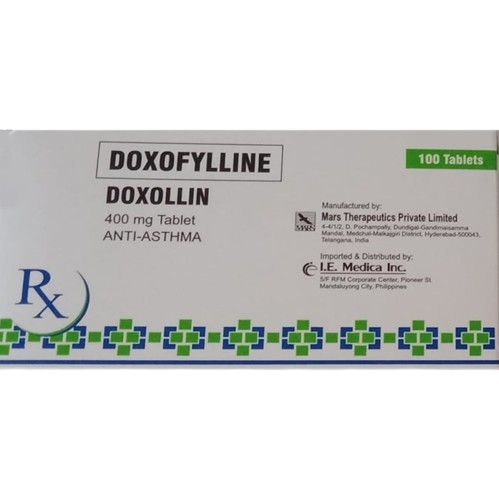 DOXOFYLLINE
DOXOLLIN
400 mg Tablet
ANTI-ASTHMA
Rx
100 Tablets
Manufactured by:
MARS
Mars Therapeutics Private Limited
4-4/1/2, D. Pochampally, Dundigal-Gandimaisamma
Mandal, Medchal-Malkajgiri District, Hyderabad-500043,
Telangana, India
Imported & Distributed by:
I.E. Medica Inc.
5/F RFM Corporate Center, Pioneer St.
Mandaluyong City, Philippines